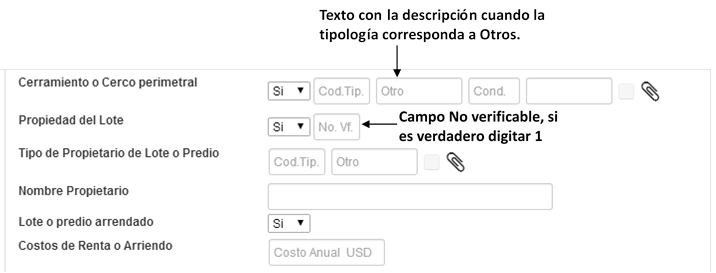 Texto con la descripción cuando la
tipología corresponda a Otros.
Cerramiento o Cerco perimetral
Si Cod.Tip. Otro Cond.
Propiedad del Lote
Si No. Vf.
Campo No verificable, si
es verdadero digitar 1
Tipo de Propietario de Lote o Predio
Cod.Tip. Otro
Nombre Propietario
Lote o predio arrendado
Si
Costos de Renta o Arriendo
Costo Anual USD